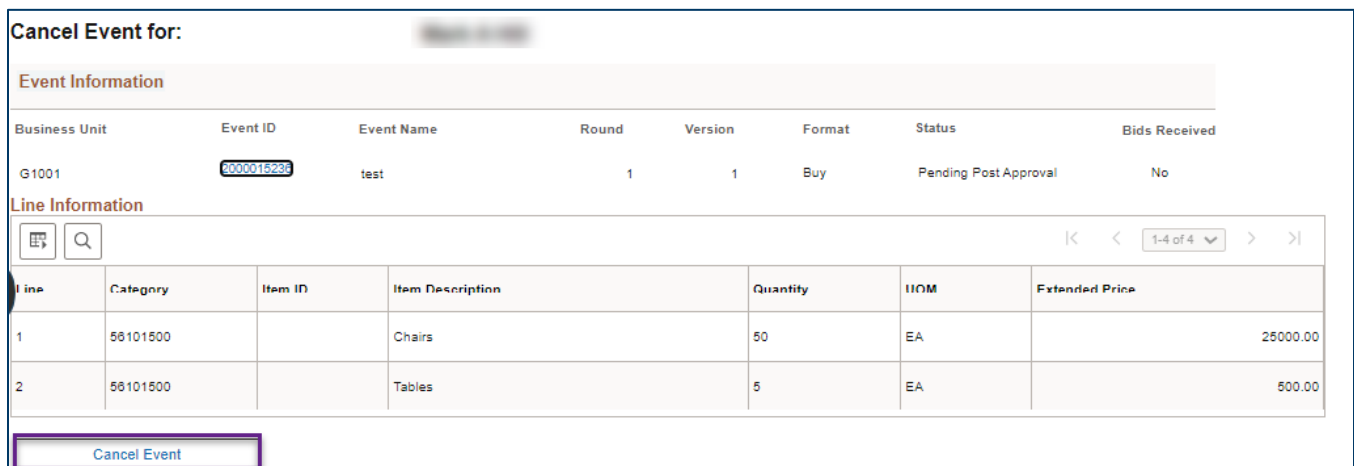 Cancel Event for:
Event Information
Business Unit Event ID Event Name Round Version Format Status Bids Received
G1001 2000015236 test 1 1 Buy Pending Post Approval No
Line Information
1-4 of 4
Line Category Item ID Item Description Quantity UOM Extended Price
1 56101500 Chairs 50 EA 25000.00
2 56101500 Tables 5 EA 500.00
Cancel Event